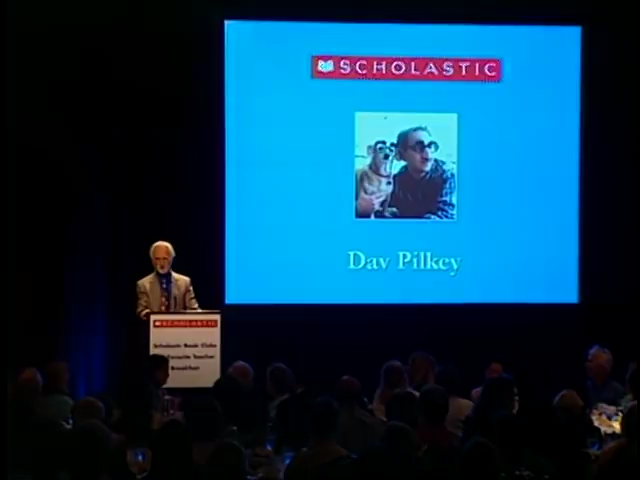 SCHOLASTIC
Dav Pilkey
SCHOLASTIC
Scholastic Book Clubs
Favorite Teacher
Breakfast